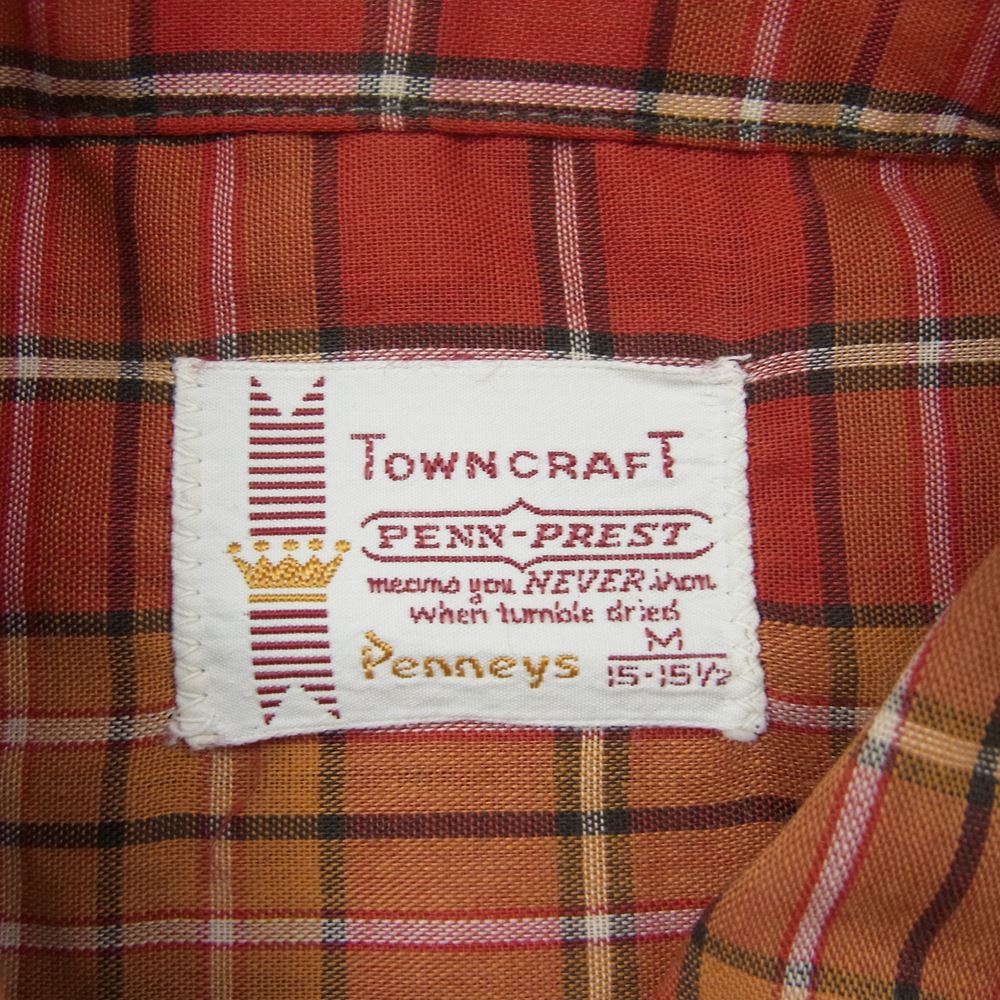 TOWNCRAFT
PENN-PREST
means you NEVER iron
when tumble dried
Penneys
M
15-15½